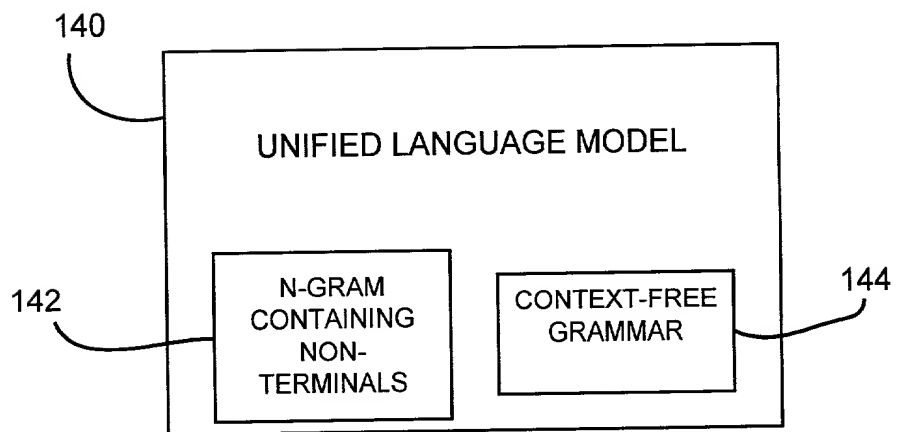 140
UNIFIED LANGUAGE MODEL
142
N-GRAM
CONTAINING
NON-
TERMINALS
CONTEXT-FREE
GRAMMAR
144